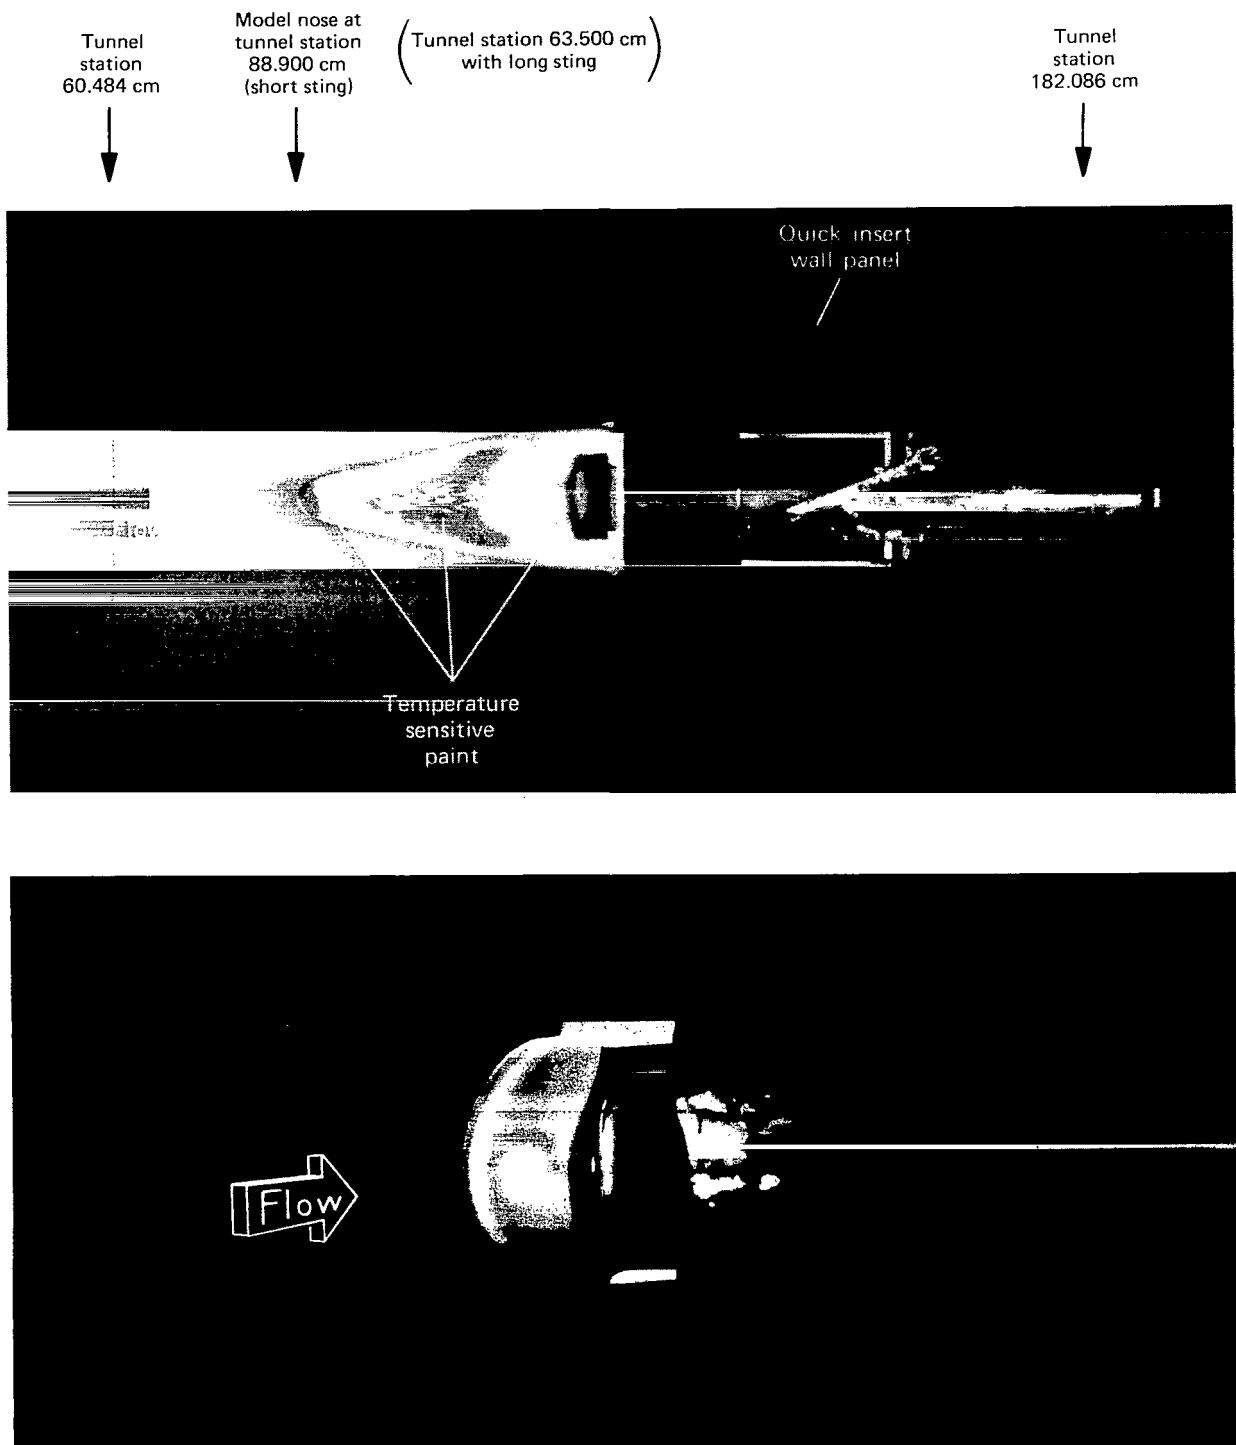 Tunnel
station
60.484 cm
Model nose at
tunnel station
88.900 cm
(short sting)
(Tunnel station 63.500 cm
with long sting)
Tunnel
station
182.086 cm
Quick insert
wall panel
Temperature
sensitive
paint
Flow